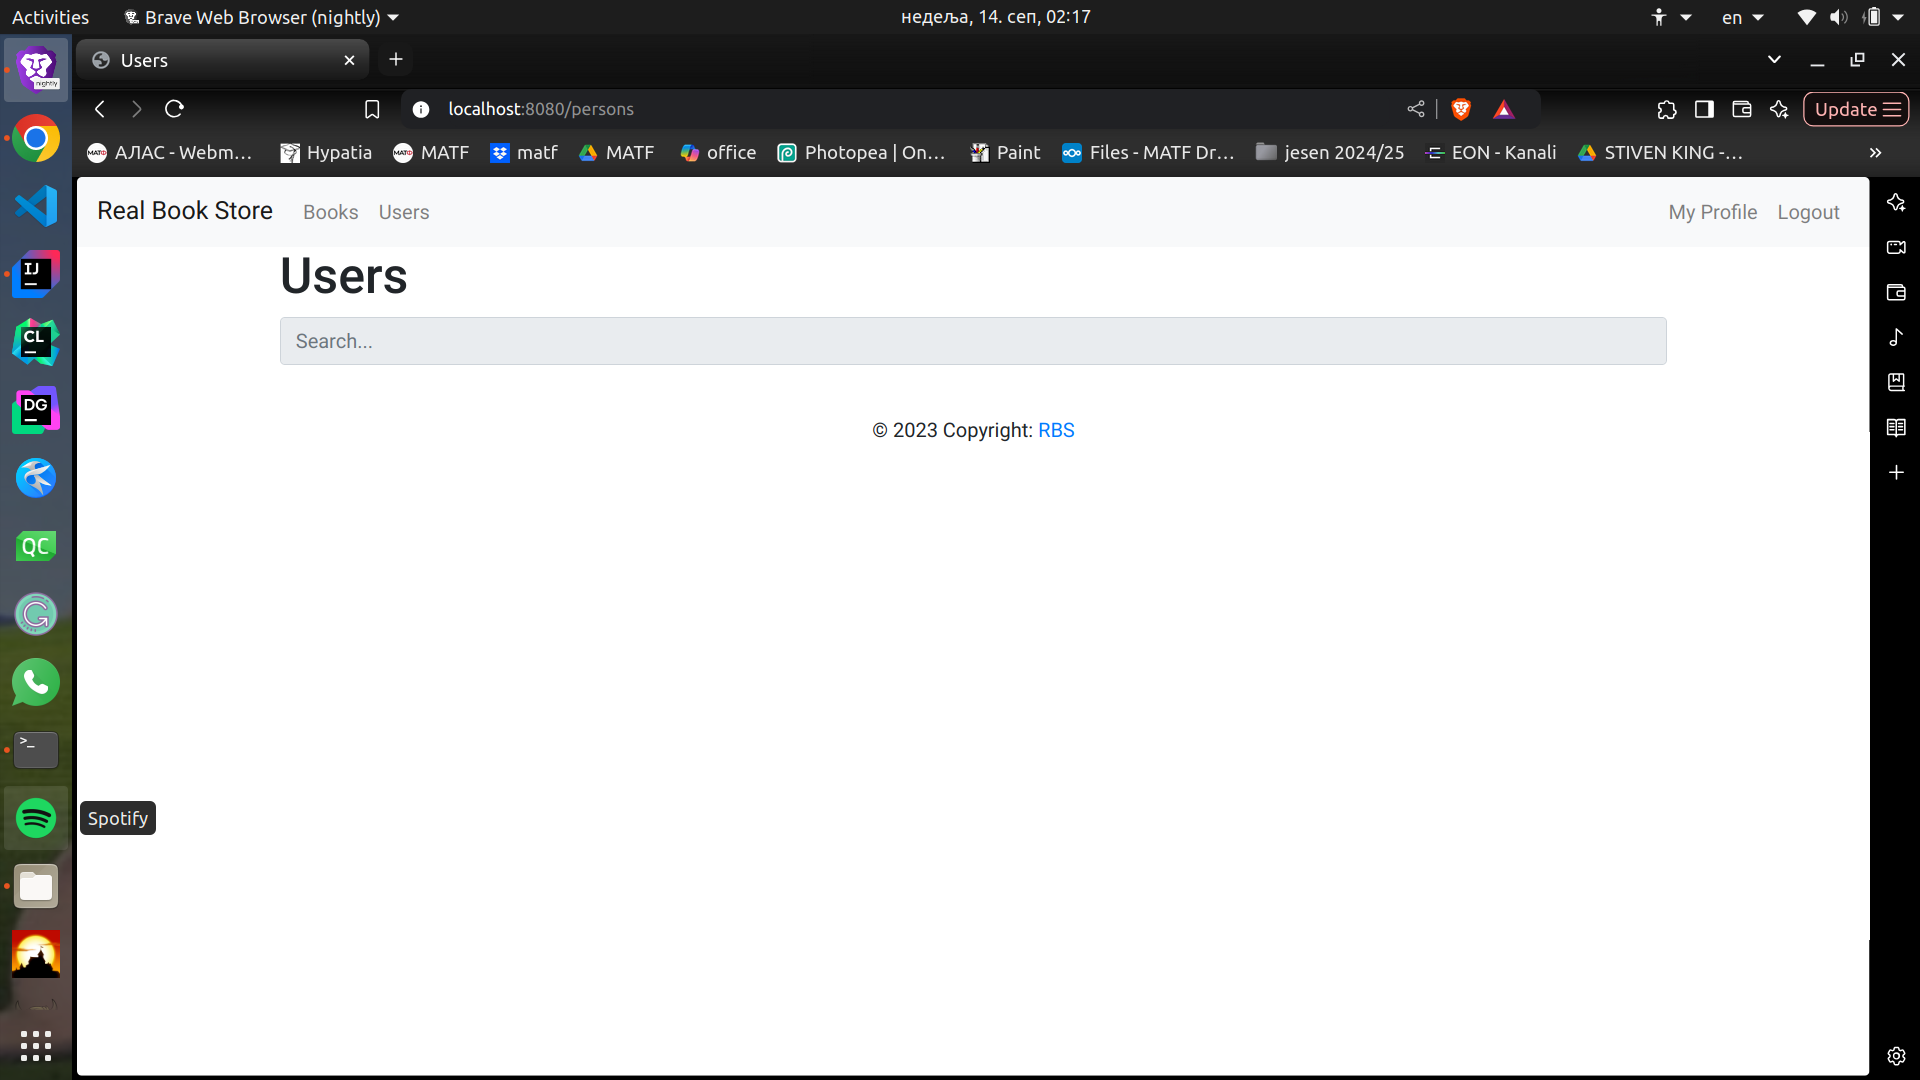 Activities Brave Web Browser (nightly) недеља, 14. сеп, 02:17 en
Users
localhost:8080/persons Update
АЛАС - Webm... Hypatia MATF matf MATF office Photopea | On... Paint Files - MATF Dr... jesen 2024/25 EON - Kanali STIVEN KING -... »
Real Book Store Books Users My Profile Logout
Users
Search...
© 2023 Copyright: RBS
nightly
IJ
CL
DG
QC
Spotify